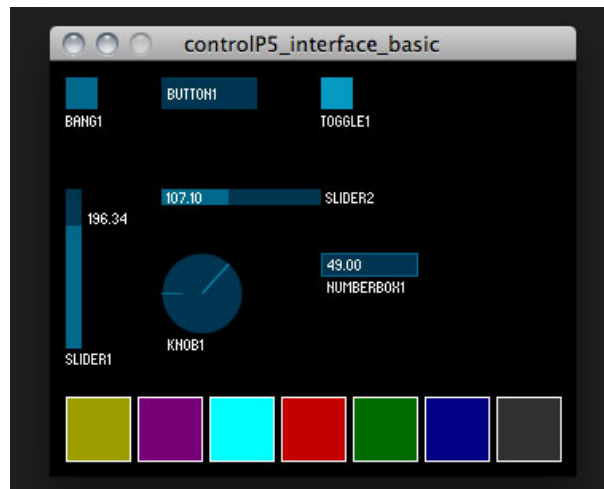 controlP5_interface_basic
BUTTON1
BANG1
TOGGLE1
107.10
SLIDER2
196.34
49.00
NUMBERBOX1
KNOB1
SLIDER1